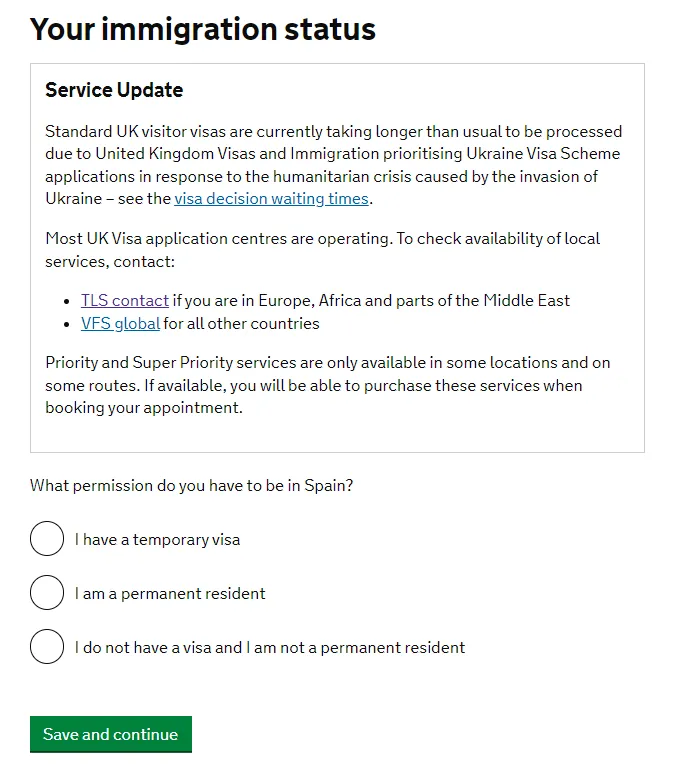 Your immigration status
Service Update
Standard UK visitor visas are currently taking longer than usual to be processed
due to United Kingdom Visas and Immigration prioritising Ukraine Visa Scheme
applications in response to the humanitarian crisis caused by the invasion of
Ukraine – see the visa decision waiting times.
Most UK Visa application centres are operating. To check availability of local
services, contact:
• TLS contact if you are in Europe, Africa and parts of the Middle East
• VFS global for all other countries
Priority and Super Priority services are only available in some locations and on
some routes. If available, you will be able to purchase these services when
booking your appointment.
What permission do you have to be in Spain?
I have a temporary visa
I am a permanent resident
I do not have a visa and I am not a permanent resident
Save and continue